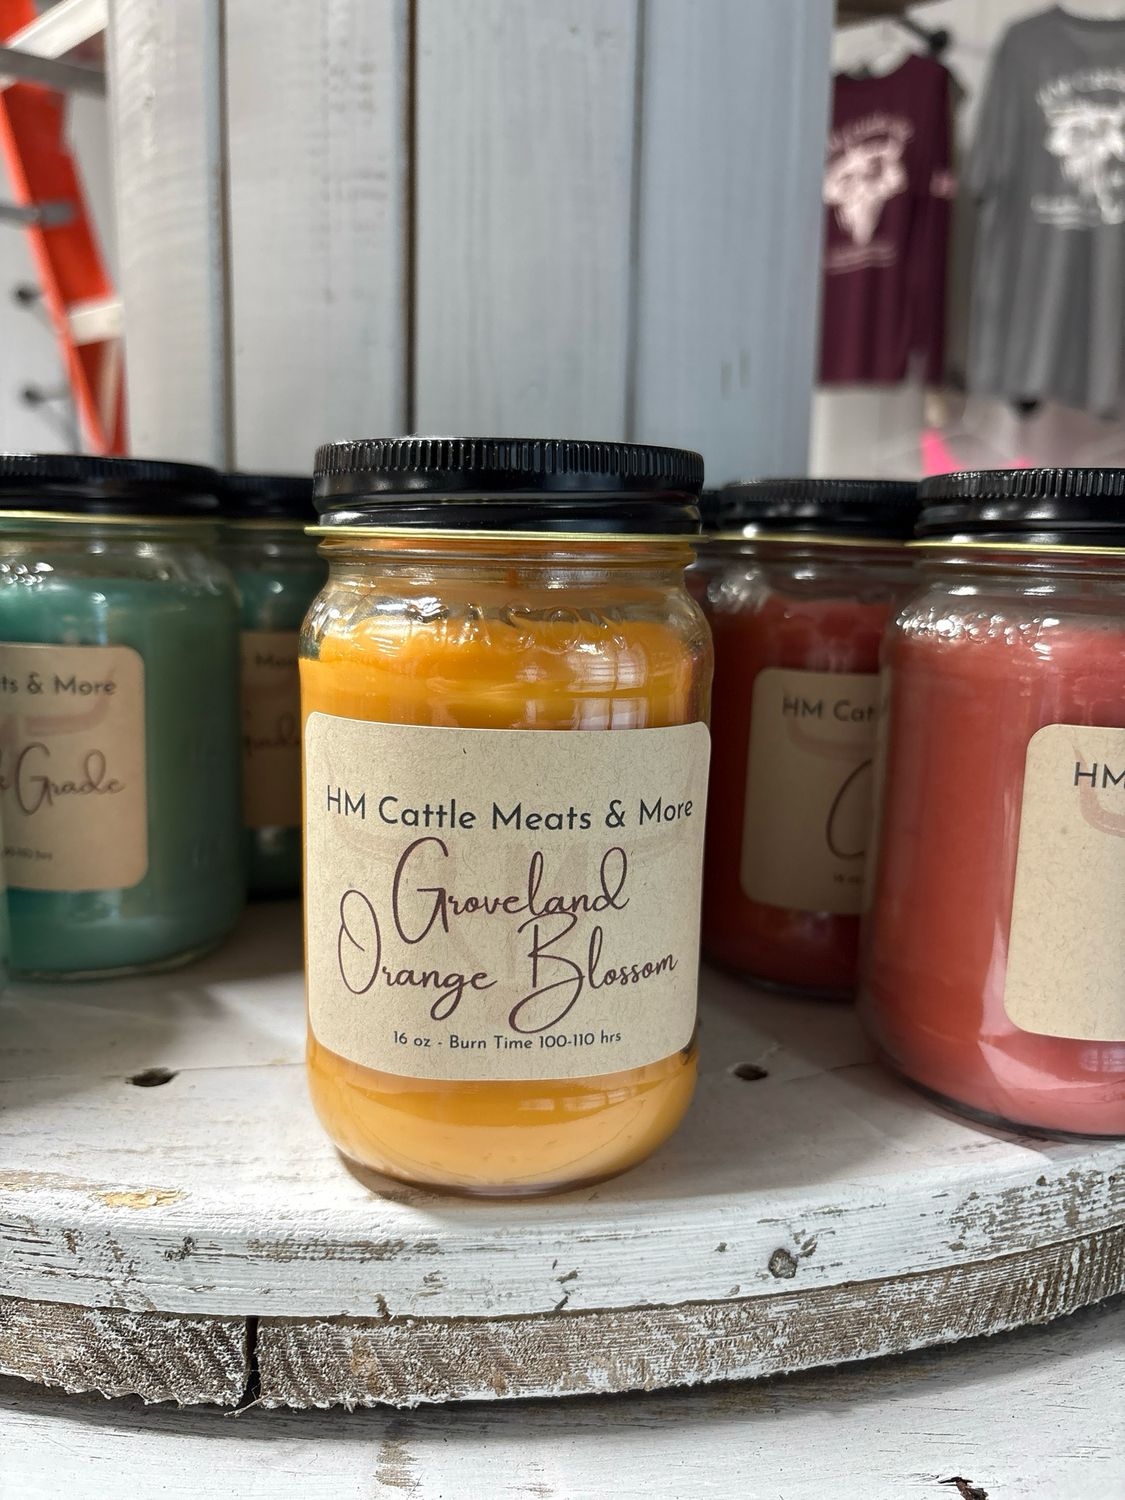 HM Cattle Meats & More
Groveland
Orange Blossom
16 oz - Burn Time 100-110 hrs
ts & More
Grade
HM Cat
HM